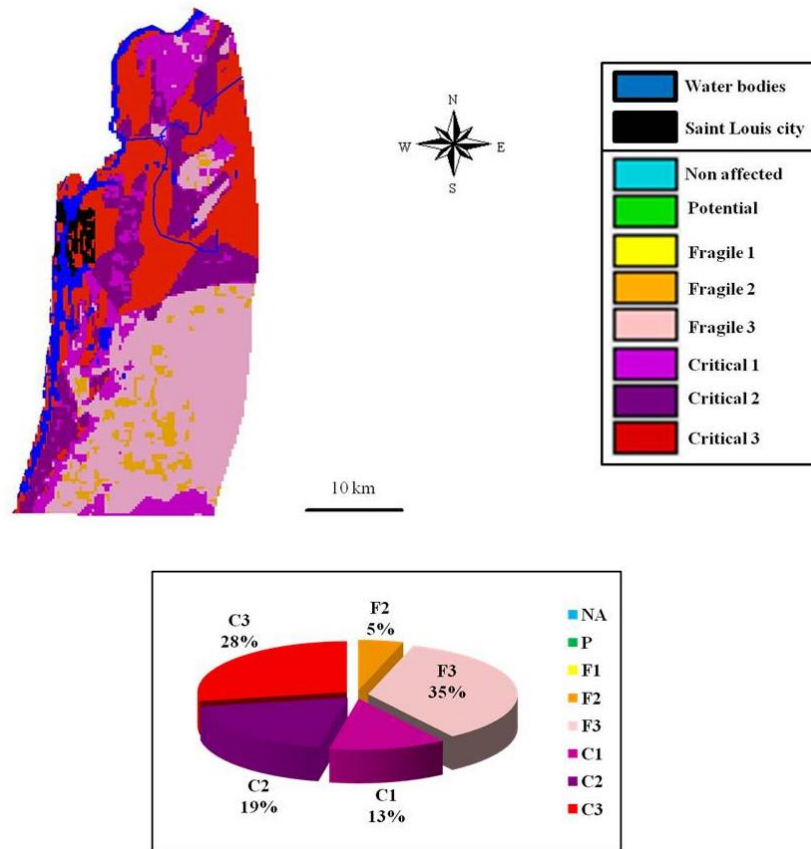 N
W E
S
10 km
Water bodies
Saint Louis city
Non affected
Potential
Fragile 1
Fragile 2
Fragile 3
Critical 1
Critical 2
Critical 3
C3
28%
F2
5%
F3
35%
C2
19%
C1
13%
NA
P
F1
F2
F3
C1
C2
C3